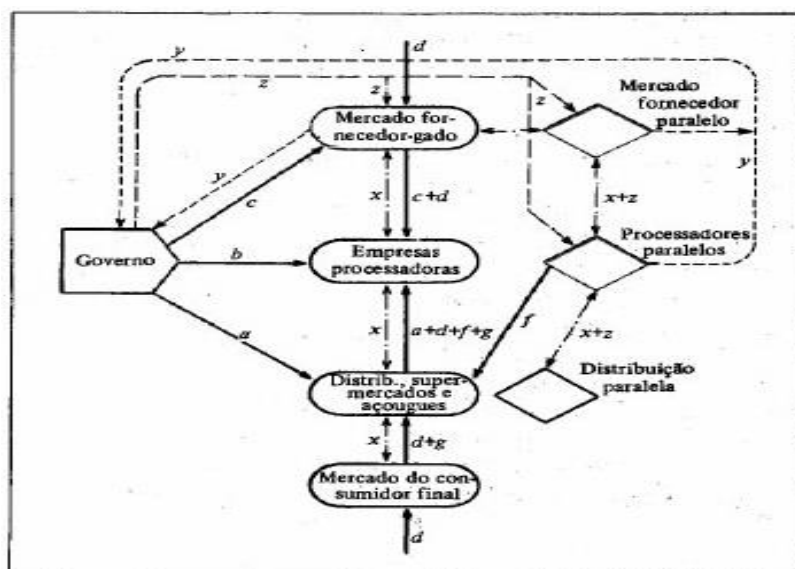 y
d
z
z
z
Mercado
fornecedor
paralelo
Mercado for-
necedor-gado
y
c
x
c+d
x+z
y
Governo
b
Empresas
processadoras
Processadores
paralelos
a
x
a+d+f+g
f
x+z
Distrib., super-
mercados e
açougues
Distribuição
paralela
x
d+g
Mercado do con-
sumidor final
d